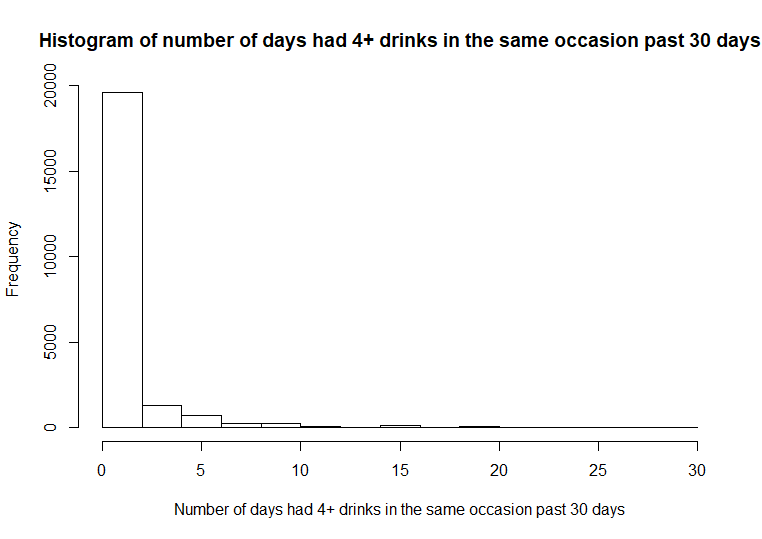 Histogram of number of days had 4+ drinks in the same occasion past 30 days
Frequency
20000
15000
10000
5000
0
0 5 10 15 20 25 30
Number of days had 4+ drinks in the same occasion past 30 days